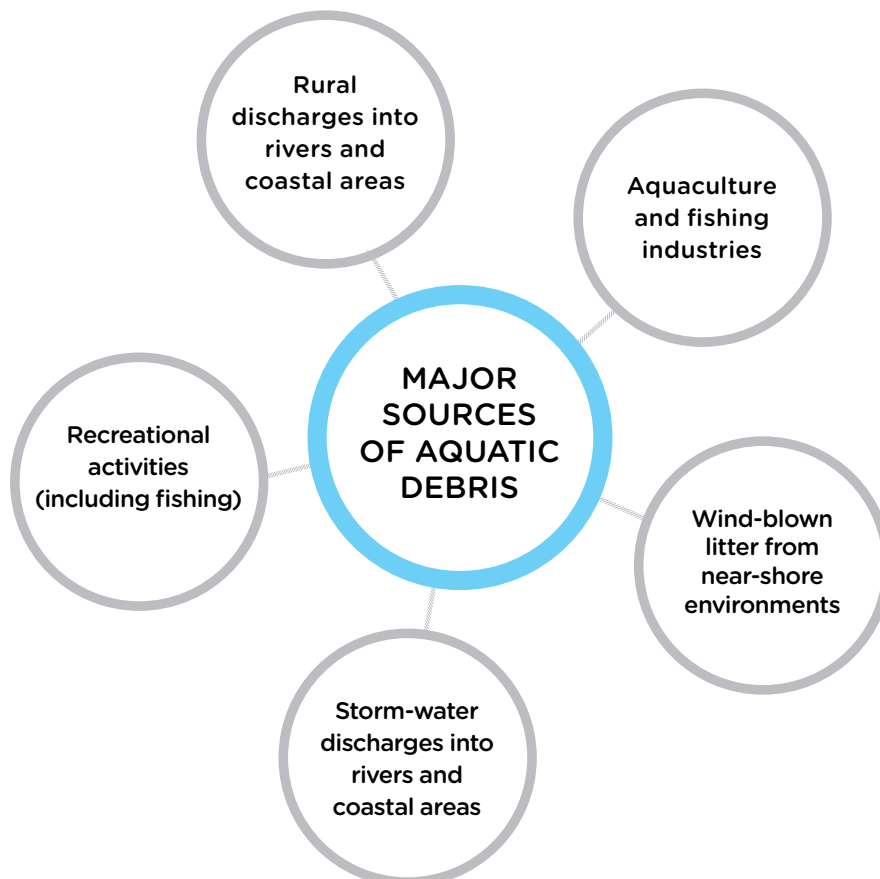 Rural
discharges into
rivers and
coastal areas
Aquaculture
and fishing
industries
MAJOR
SOURCES
OF AQUATIC
DEBRIS
Recreational
activities
(including fishing)
Wind-blown
litter from
near-shore
environments
Storm-water
discharges into
rivers and
coastal areas